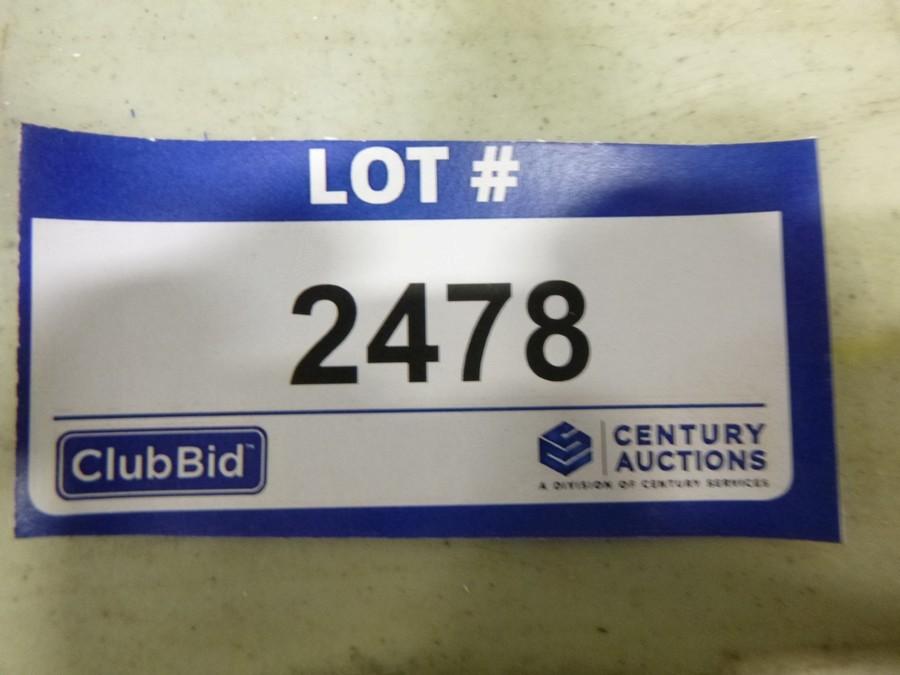 LOT #
2478
ClubBid™
CENTURY
AUCTIONS
A DIVISION OF CENTURY SERVICES